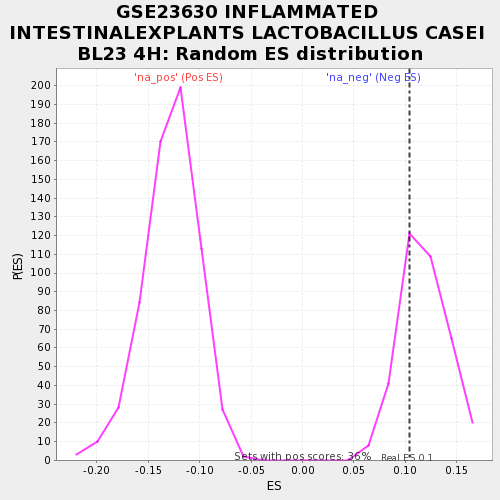 GSE23630 INFLAMMATED
INTESTINALEXPLANTS LACTOBACILLUS CASEI
BL23 4H: Random ES distribution
'na_pos' (Pos ES) 'na_neg' (Neg ES)
200
190
180
170
160
150
140
130
120
110
100
90
80
70
60
50
40
30
20
10
0
P(ES)
Sets with pos scores: 36% Real ES 0.1
-0.20 -0.15 -0.10 -0.05 0.00 0.05 0.10 0.15
ES